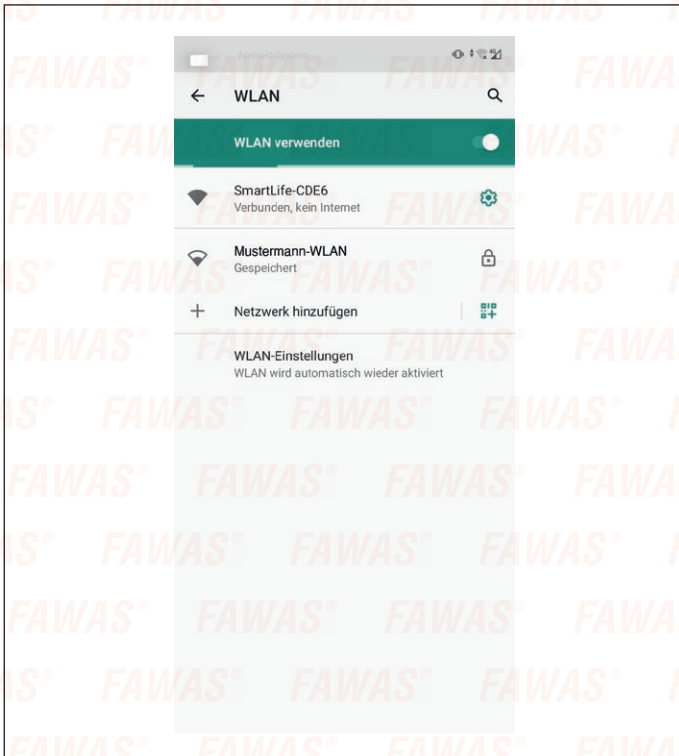 Android System
WLAN
WLAN verwenden
SmartLife-CDE6
Verbunden, kein Internet
Mustermann-WLAN
Gespeichert
Netzwerk hinzufügen
WLAN-Einstellungen
WLAN wird automatisch wieder aktiviert
FAWAS®